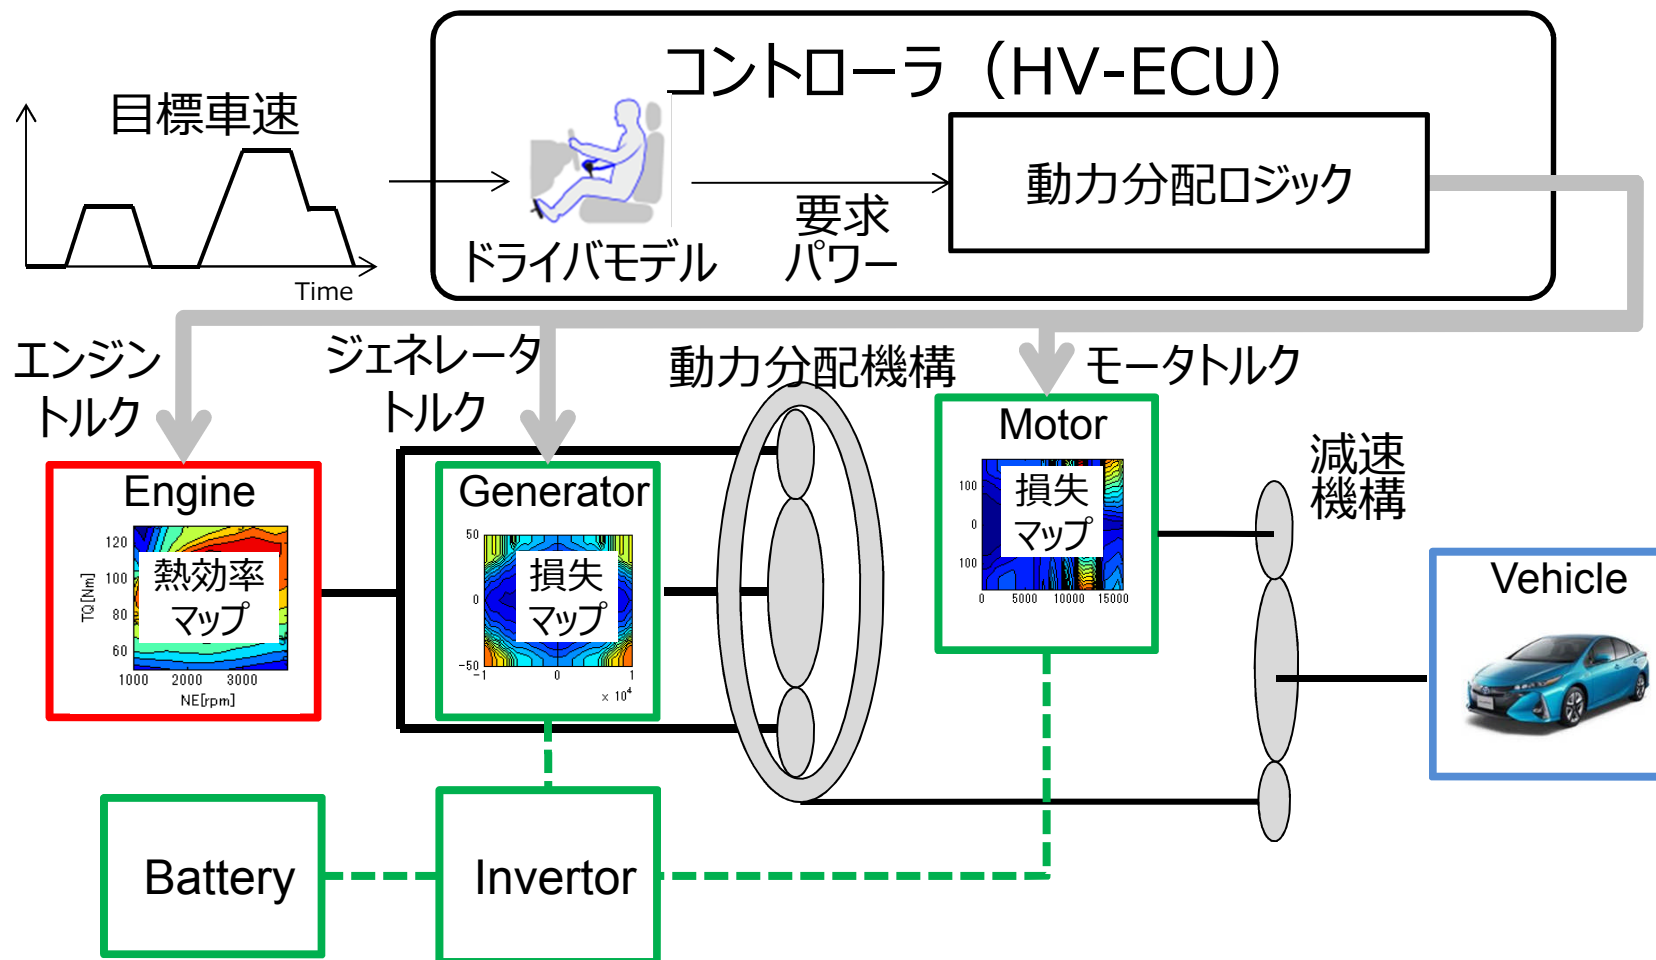 コントローラ（HV-ECU）
目標車速
Time
ドライバモデル
要求
パワー
動力分配ロジック
エンジン
トルク
ジェネレータ
トルク
動力分配機構
モータトルク
減速
機構
Engine
熱効率
マップ
TQ[Nm]
120
100
80
60
1000 2000 3000
NE[rpm]
Generator
損失
マップ
50
0
-50
-1 0 1
× 10⁴
Motor
損失
マップ
100
0
100
0 5000 10000 15000
Vehicle
Battery
Invertor